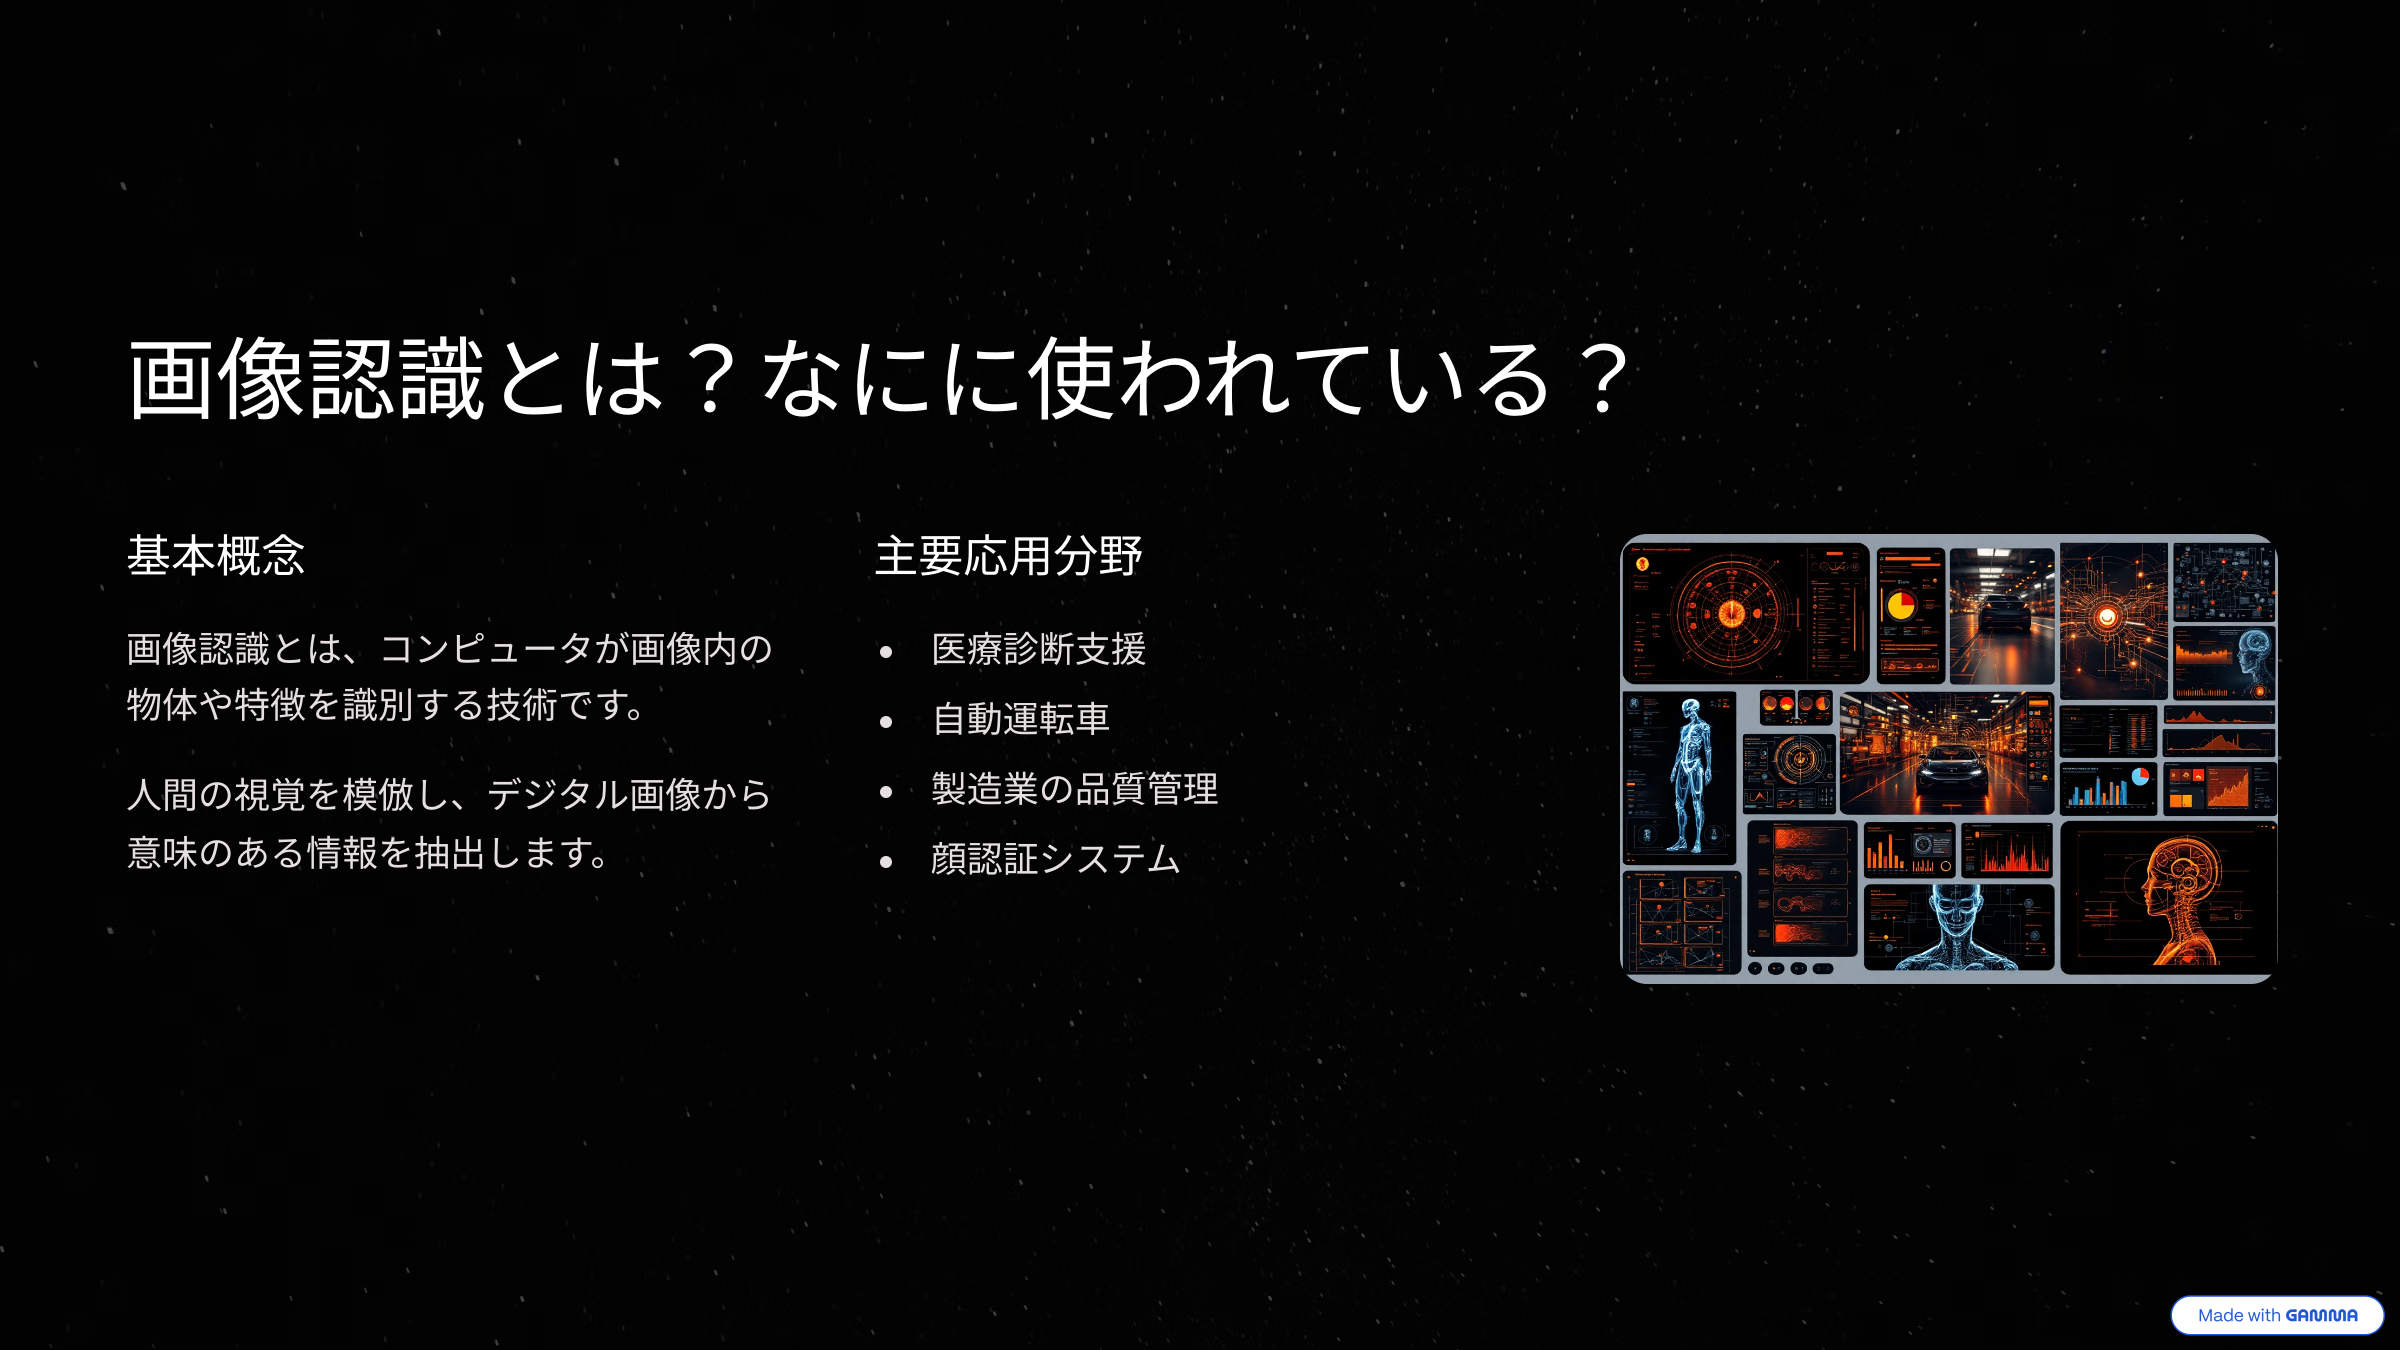 画像認識とは？なにに使われている？
基本概念
画像認識とは、コンピュータが画像内の
物体や特徴を識別する技術です。
人間の視覚を模倣し、デジタル画像から
意味のある情報を抽出します。
主要応用分野
• 医療診断支援
• 自動運転車
• 製造業の品質管理
• 顔認証システム
Made with GAMMA